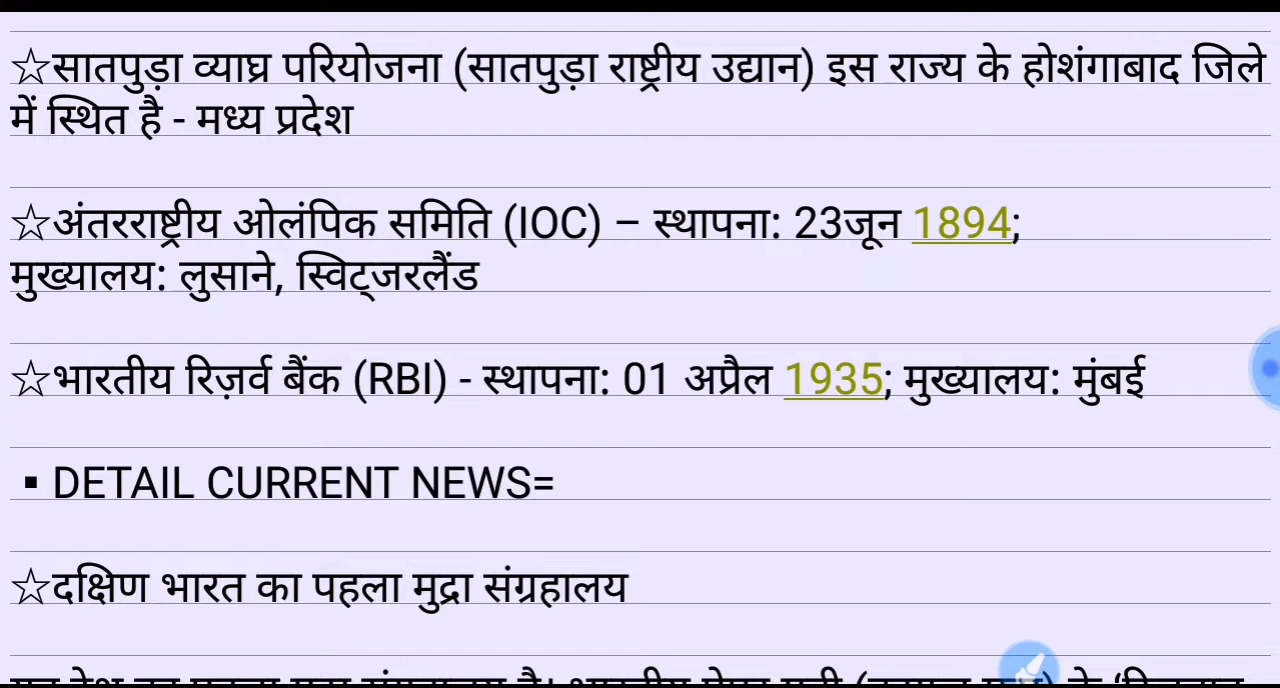 ☆सातपुड़ा व्याघ्र परियोजना (सातपुड़ा राष्ट्रीय उद्यान) इस राज्य के होशंगाबाद जिले
में स्थित है - मध्य प्रदेश
☆अंतरराष्ट्रीय ओलंपिक समिति (IOC) – स्थापना: 23जून 1894;
मुख्यालय: लुसाने, स्विट्जरलैंड
☆भारतीय रिज़र्व बैंक (RBI) - स्थापना: 01 अप्रैल 1935; मुख्यालय: मुंबई
▪ DETAIL CURRENT NEWS=
☆दक्षिण भारत का पहला मुद्रा संग्रहालय